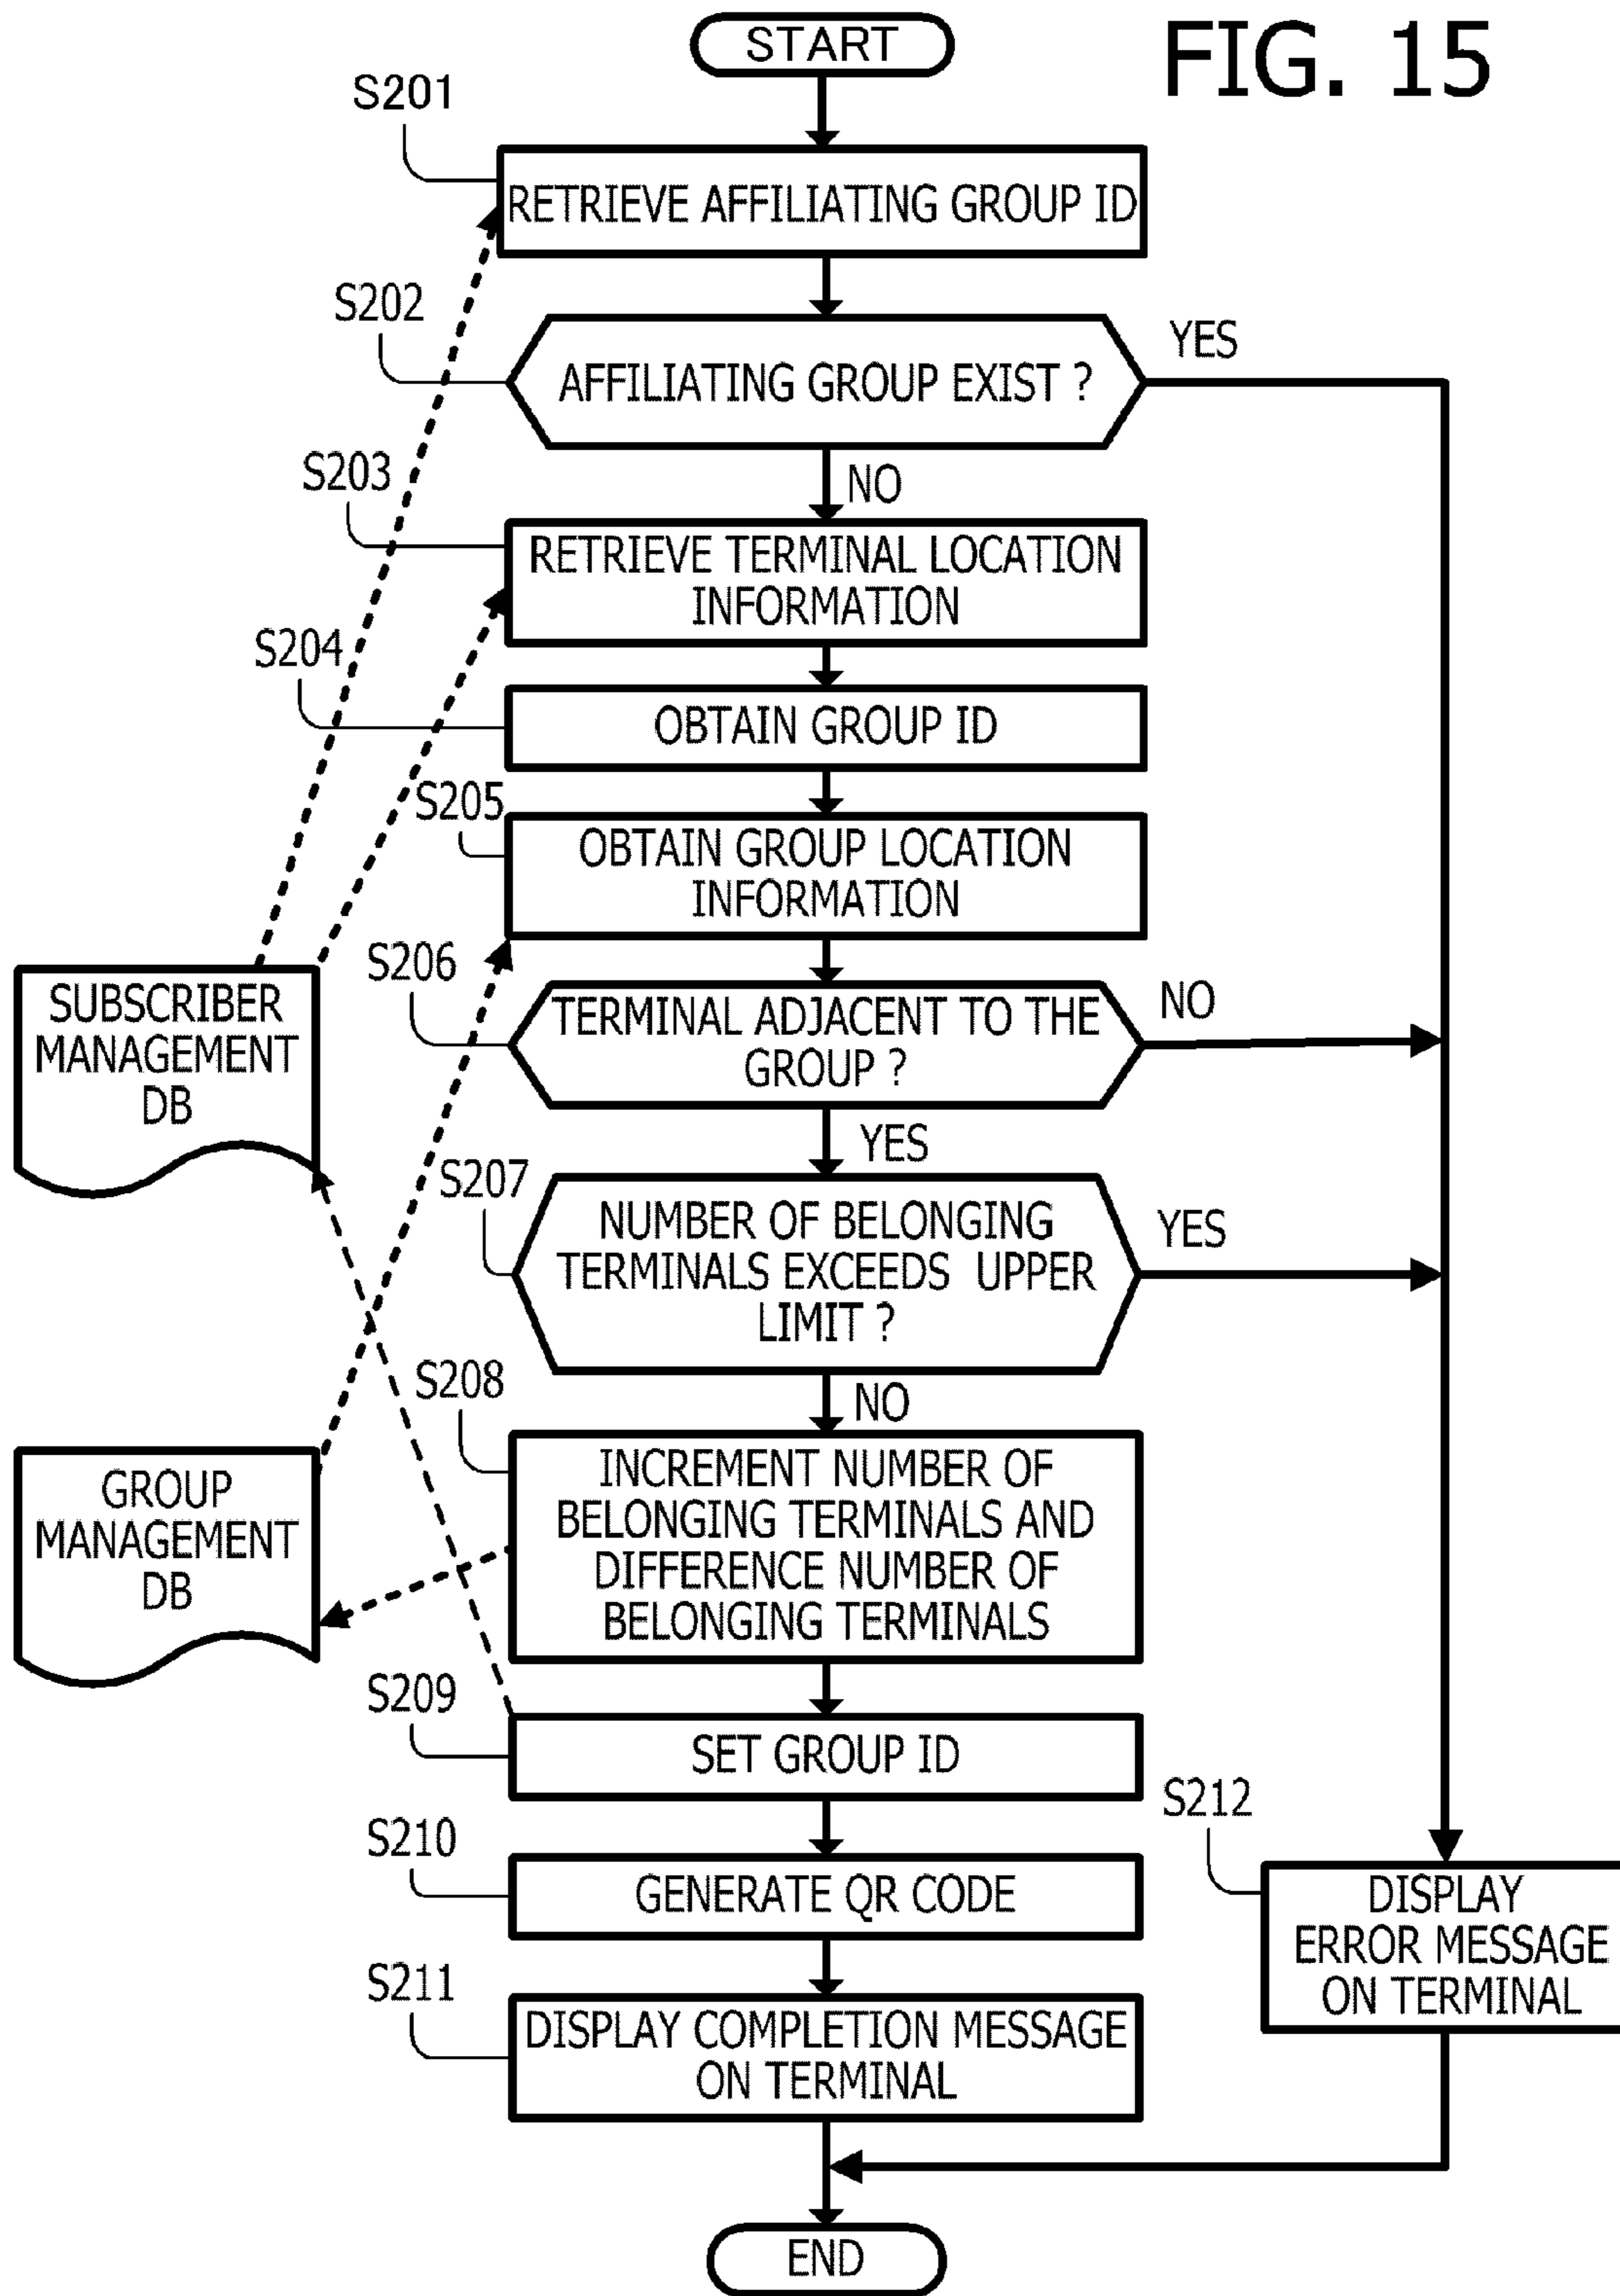 FIG. 15
START
S201
RETRIEVE AFFILIATING GROUP ID
S202
AFFILIATING GROUP EXIST ?
YES
NO
S203
RETRIEVE TERMINAL LOCATION
INFORMATION
S204
OBTAIN GROUP ID
S205
OBTAIN GROUP LOCATION
INFORMATION
SUBSCRIBER
MANAGEMENT
DB
S206
TERMINAL ADJACENT TO THE
GROUP ?
NO
YES
S207
NUMBER OF BELONGING
TERMINALS EXCEEDS UPPER
LIMIT ?
YES
NO
GROUP
MANAGEMENT
DB
S208
INCREMENT NUMBER OF
BELONGING TERMINALS AND
DIFFERENCE NUMBER OF
BELONGING TERMINALS
S209
SET GROUP ID
S210
GENERATE QR CODE
S211
DISPLAY COMPLETION MESSAGE
ON TERMINAL
S212
DISPLAY
ERROR MESSAGE
ON TERMINAL
END